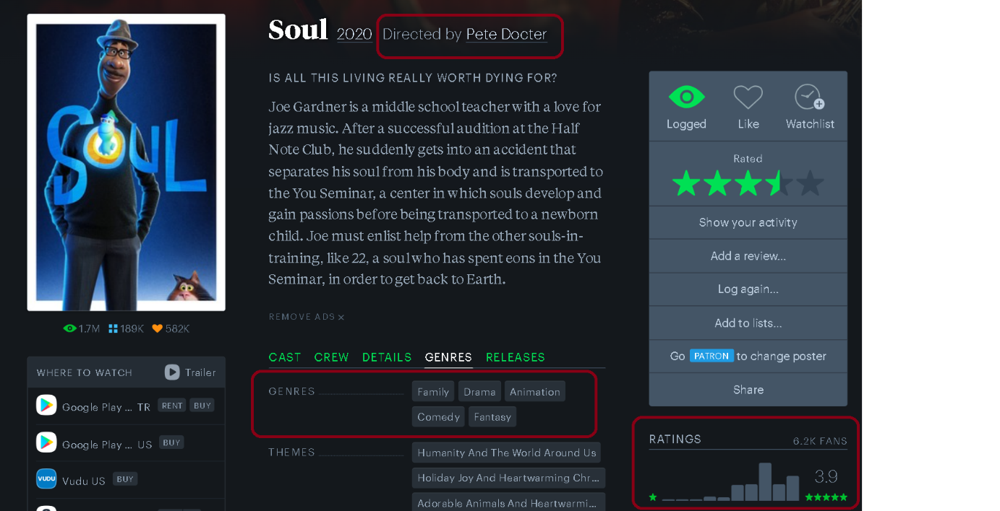 Soul 2020 Directed by Pete Docter
IS ALL THIS LIVING REALLY WORTH DYING FOR?
Joe Gardner is a middle school teacher with a love for
jazz music. After a successful audition at the Half
Note Club, he suddenly gets into an accident that
separates his soul from his body and is transported to
the You Seminar, a center in which souls develop and
gain passions before being transported to a newborn
child. Joe must enlist help from the other souls-in-
training, like 22, a soul who has spent eons in the You
Seminar, in order to get back to Earth.
REMOVE ADS ×
CAST CREW DETAILS GENRES RELEASES
GENRES Family Drama Animation
Comedy Fantasy
THEMES Humanity And The World Around Us
Holiday Joy And Heartwarming Chr...
Adorable Animals And Heartwarmi...
SOUL
1.7M 189K 582K
WHERE TO WATCH Trailer
Google Play ... TR RENT BUY
Google Play ... US BUY
VUDU Vudu US BUY
Logged Like Watchlist
Rated
Show your activity
Add a review...
Log again...
Add to lists...
Go PATRON to change poster
Share
RATINGS 6.2K FANS
3.9